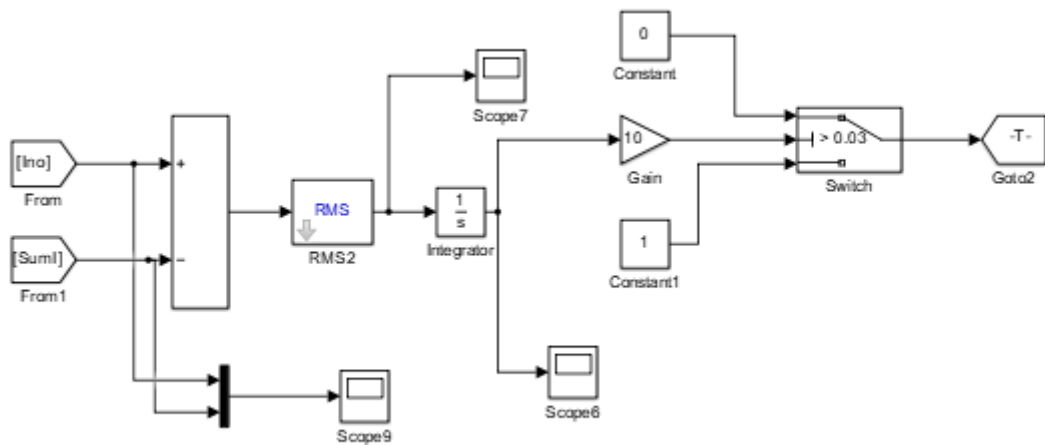 0
Constant
Scope7
[Ino]
From
+
RMS
RMS2
1
s
Integrator
10
Gain
> 0.03
Switch
-T-
Goto2
[SumI]
From1
−
1
Constant1
Scope9
Scope6